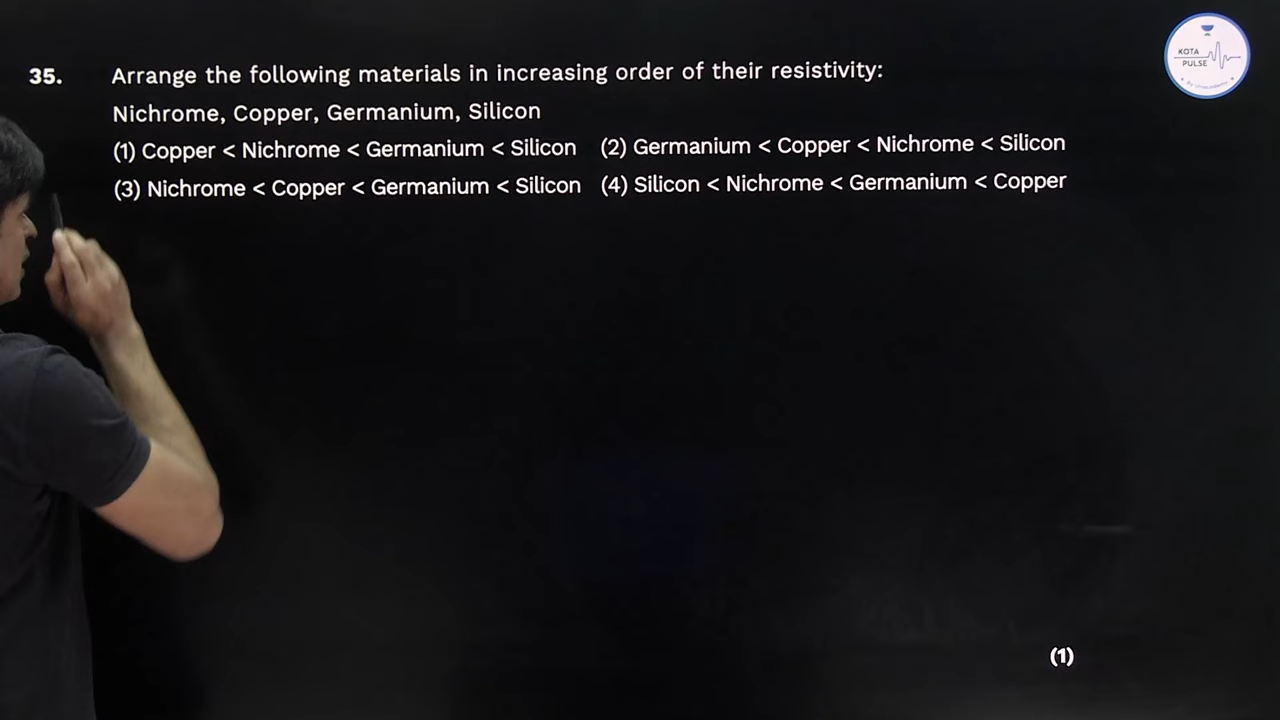 KOTA
PULSE
By Unacademy
35. Arrange the following materials in increasing order of their resistivity:
Nichrome, Copper, Germanium, Silicon
(1) Copper < Nichrome < Germanium < Silicon (2) Germanium < Copper < Nichrome < Silicon
(3) Nichrome < Copper < Germanium < Silicon (4) Silicon < Nichrome < Germanium < Copper
(1)